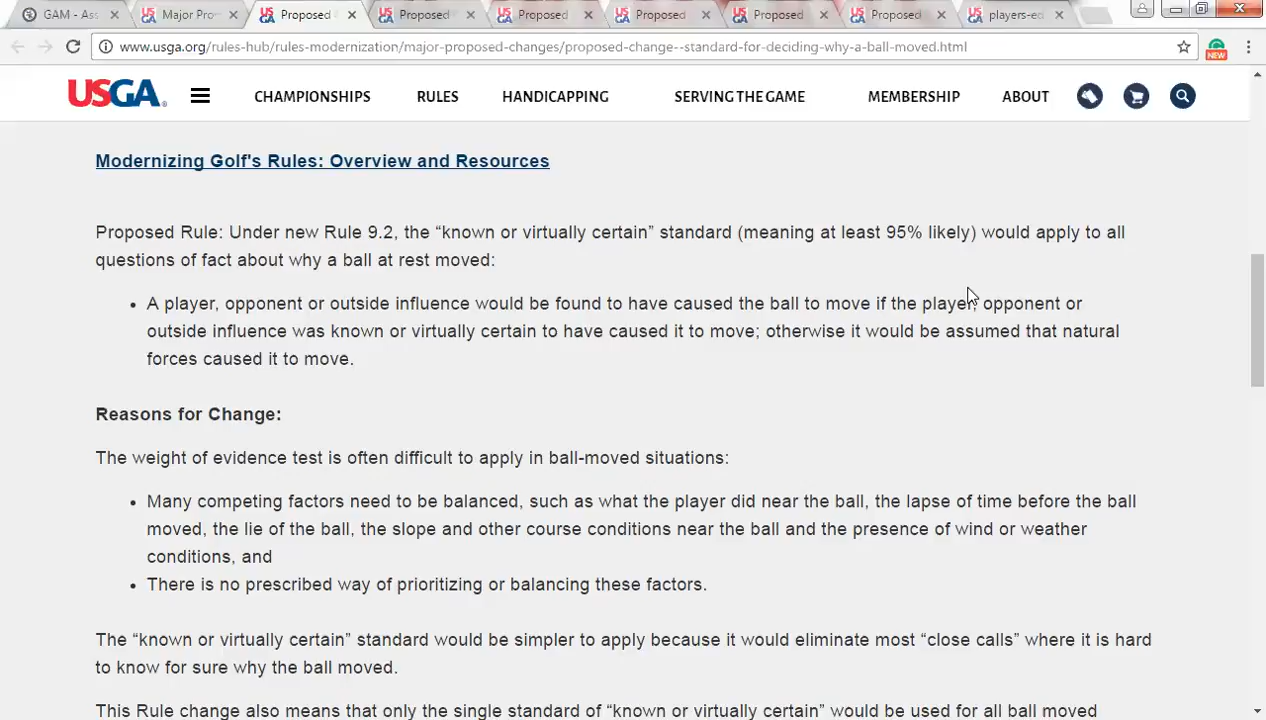 GAM - Ass
Major Pro
Proposed
Proposed
Proposed
Proposed
Proposed
Proposed
players-ed
www.usga.org/rules-hub/rules-modernization/major-proposed-changes/proposed-change--standard-for-deciding-why-a-ball-moved.html
NEW
USGA
CHAMPIONSHIPS RULES HANDICAPPING SERVING THE GAME MEMBERSHIP ABOUT
Modernizing Golf's Rules: Overview and Resources
Proposed Rule: Under new Rule 9.2, the “known or virtually certain” standard (meaning at least 95% likely) would apply to all
questions of fact about why a ball at rest moved:
• A player, opponent or outside influence would be found to have caused the ball to move if the player, opponent or
outside influence was known or virtually certain to have caused it to move; otherwise it would be assumed that natural
forces caused it to move.
Reasons for Change:
The weight of evidence test is often difficult to apply in ball-moved situations:
• Many competing factors need to be balanced, such as what the player did near the ball, the lapse of time before the ball
moved, the lie of the ball, the slope and other course conditions near the ball and the presence of wind or weather
conditions, and
• There is no prescribed way of prioritizing or balancing these factors.
The “known or virtually certain” standard would be simpler to apply because it would eliminate most “close calls” where it is hard
to know for sure why the ball moved.
This Rule change also means that only the single standard of “known or virtually certain” would be used for all ball moved